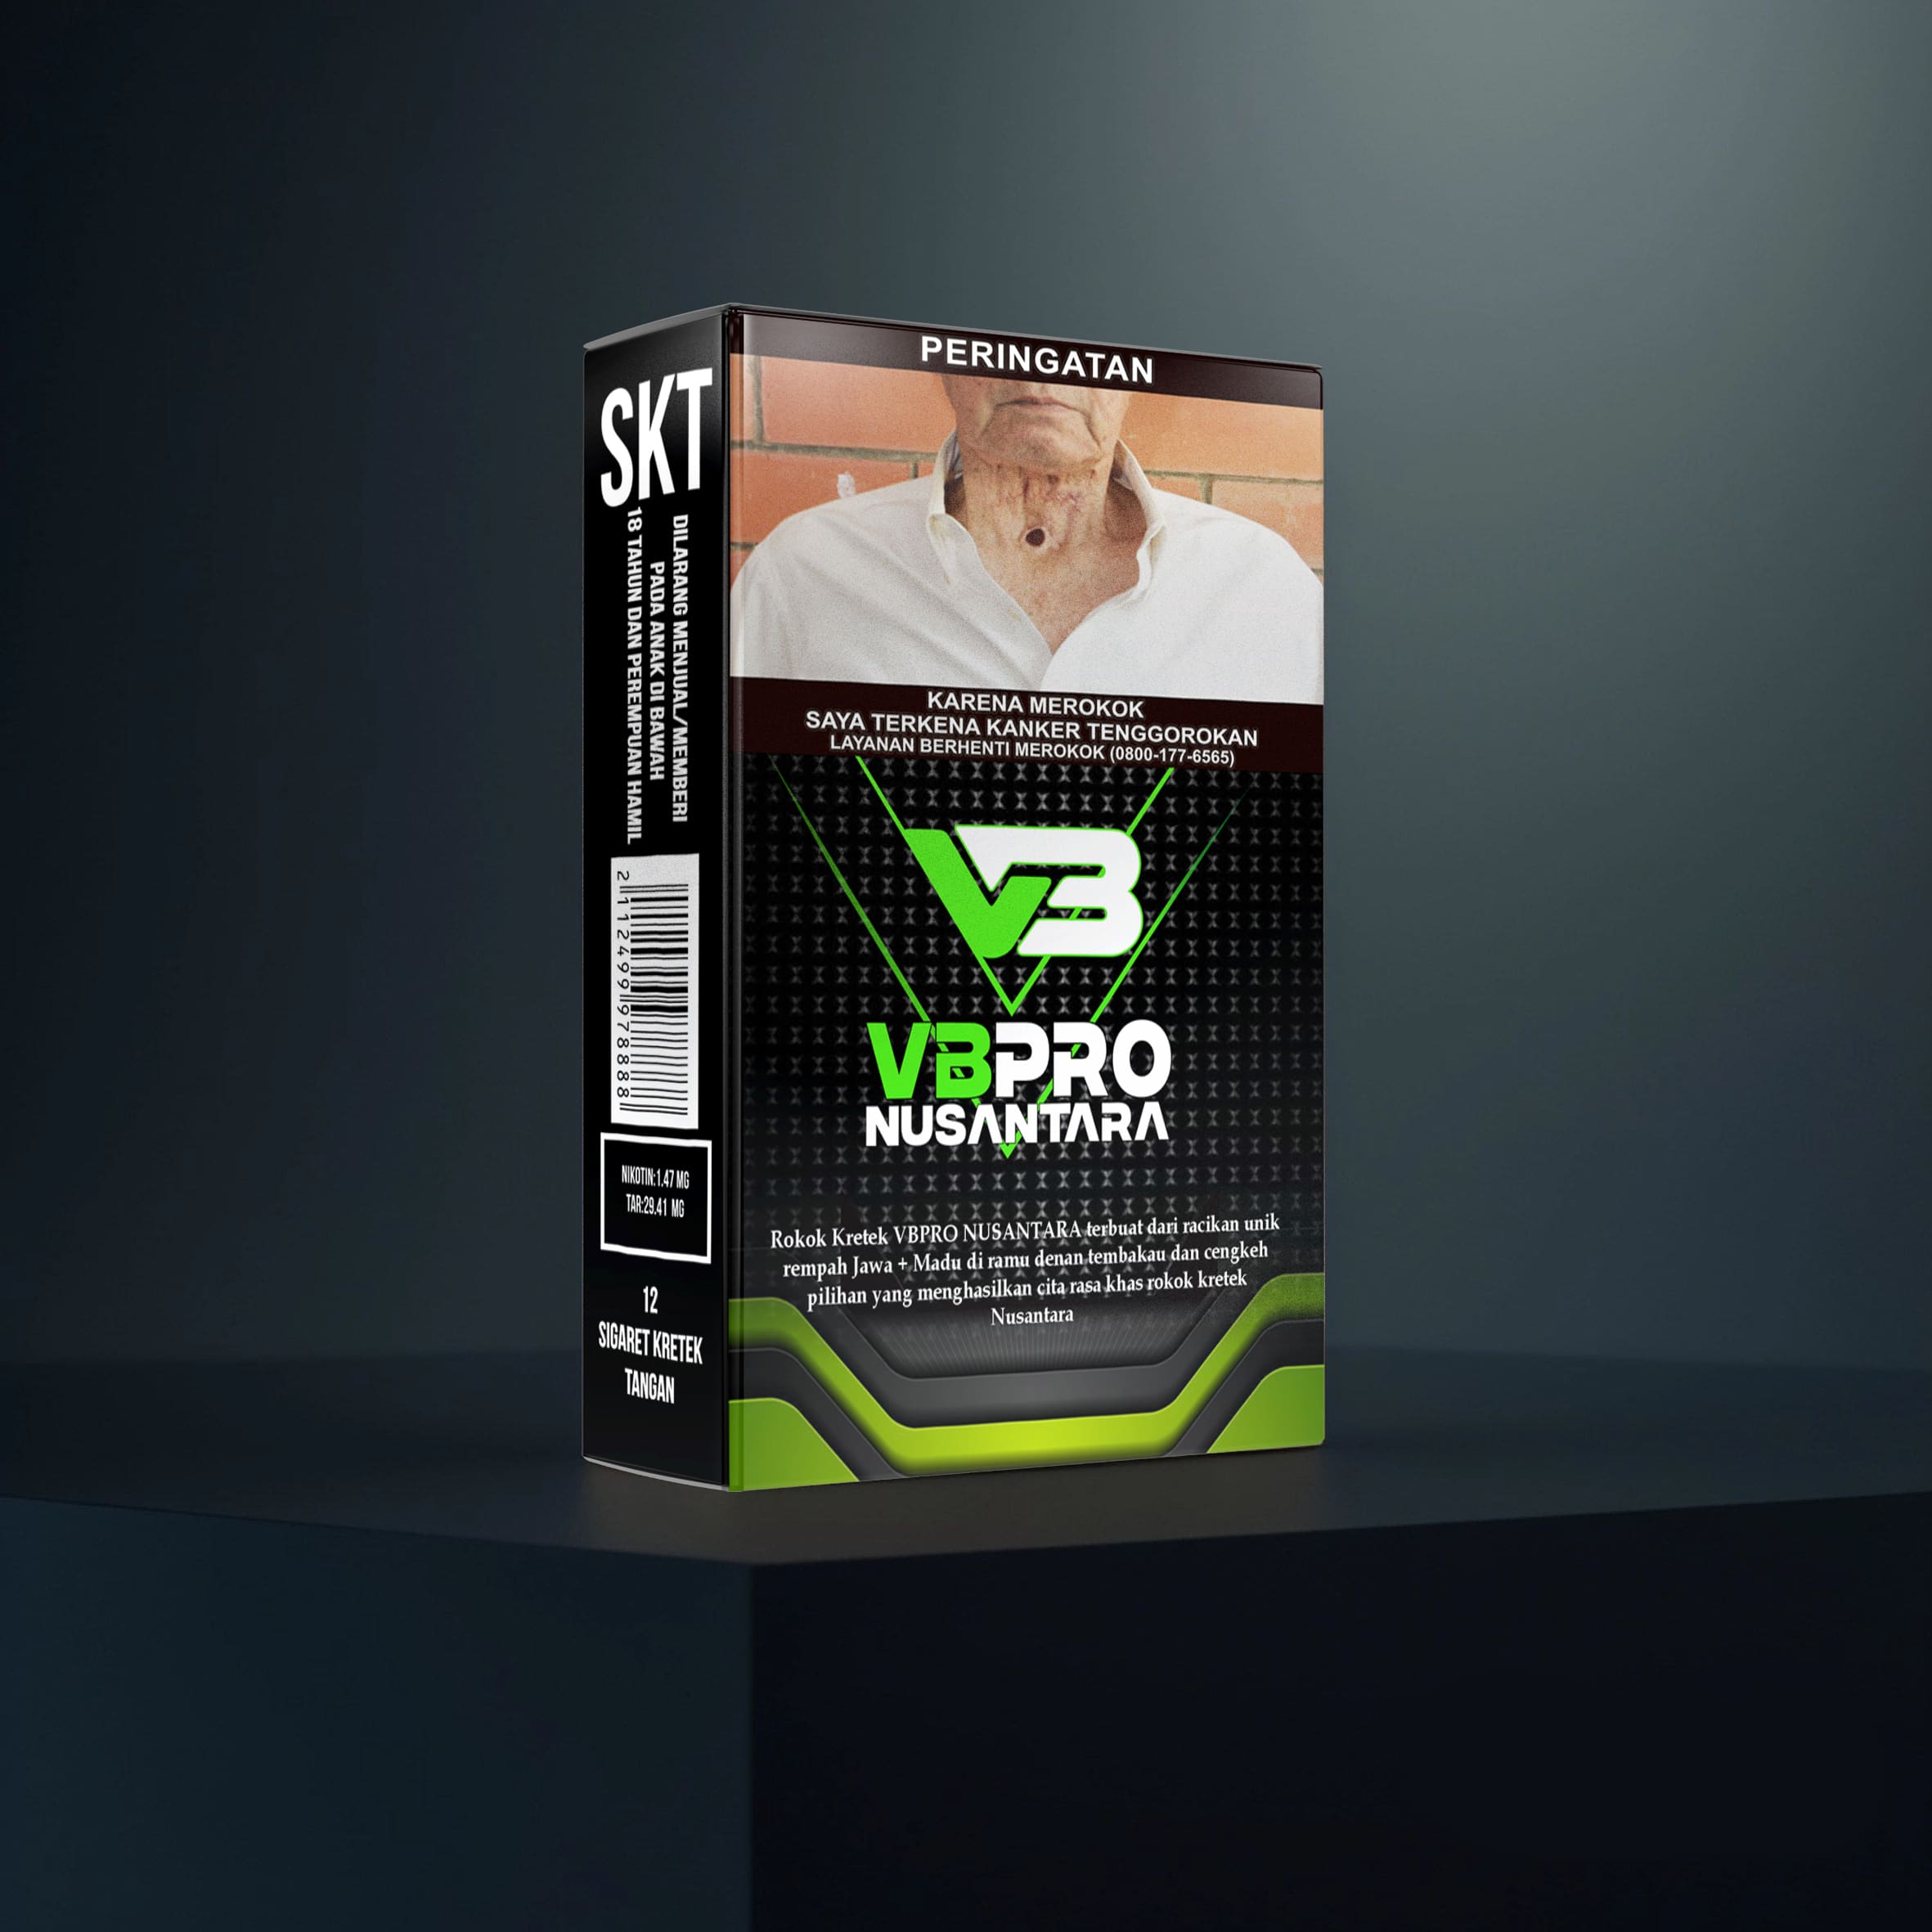 SKT
DILARANG MENJUAL/MEMBERI
PADA ANAK DI BAWAH
18 TAHUN DAN PEREMPUAN HAMIL
2 112499 978888
NIKOTIN:1.47 MG
TAR:29.41 MG
12
SIGARET KRETEK
TANGAN
PERINGATAN
KARENA MEROKOK
SAYA TERKENA KANKER TENGGOROKAN
LAYANAN BERHENTI MEROKOK (0800-177-6565)
VB
VBPRO
NUSANTARA
Rokok Kretek VBPRO NUSANTARA terbuat dari racikan unik
rempah Jawa + Madu di ramu denan tembakau dan cengkeh
pilihan yang menghasilkan cita rasa khas rokok kretek
Nusantara